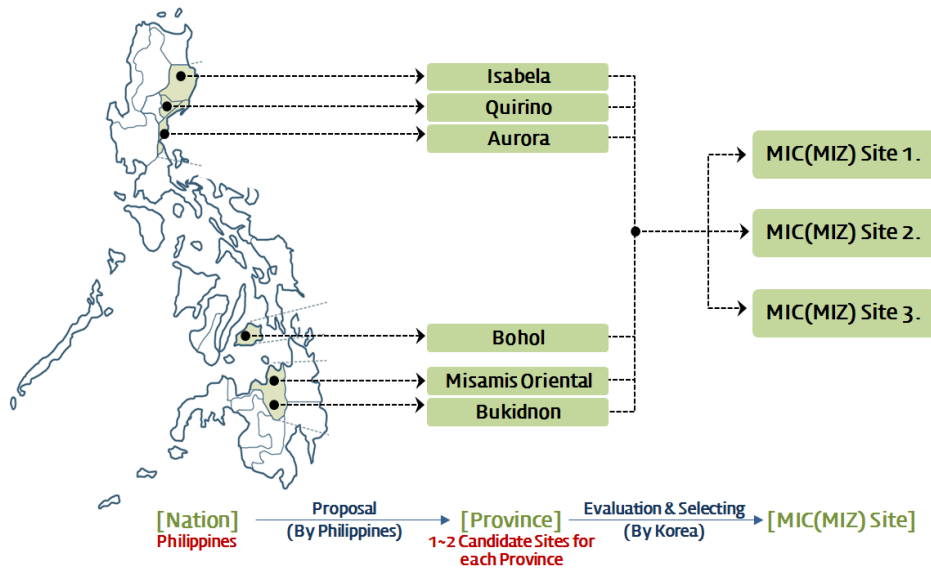 Isabela
Quirino
Aurora
MIC(MIZ) Site 1.
MIC(MIZ) Site 2.
MIC(MIZ) Site 3.
Bohol
Misamis Oriental
Bukidnon
[Nation]
Philippines
Proposal
(By Philippines)
[Province]
1~2 Candidate Sites for
each Province
Evaluation & Selecting
(By Korea)
[MIC(MIZ) Site]